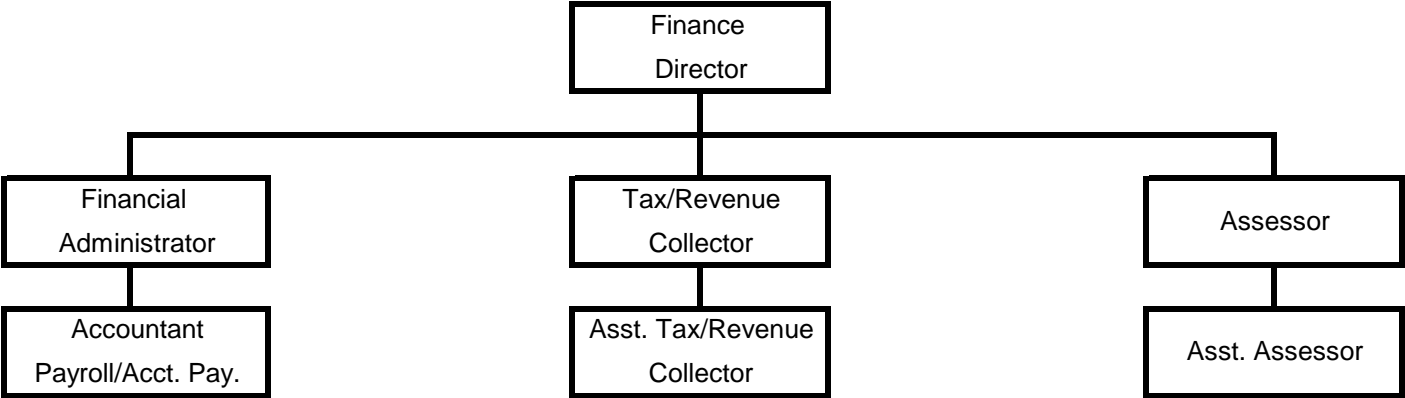 Finance
Director
Financial
Administrator
Tax/Revenue
Collector
Assessor
Accountant
Payroll/Acct. Pay.
Asst. Tax/Revenue
Collector
Asst. Assessor